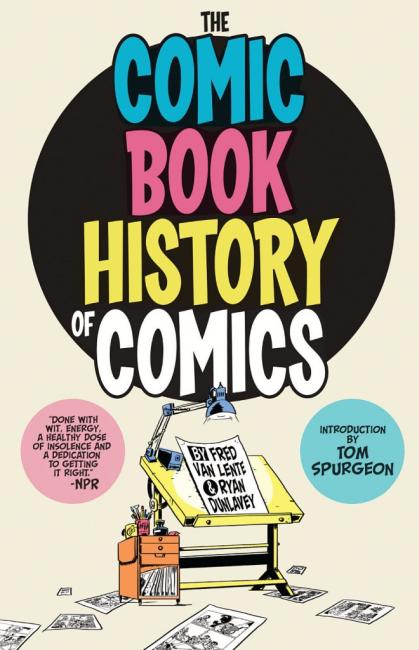 THE
COMIC
BOOK
HISTORY
OF COMICS
"DONE WITH
WIT, ENERGY,
A HEALTHY DOSE
OF INSOLENCE AND
A DEDICATION
TO GETTING
IT RIGHT."
-NPR
BY FRED
VAN LENTE
& RYAN
DUNLAVEY
INTRODUCTION
BY
TOM
SPURGEON